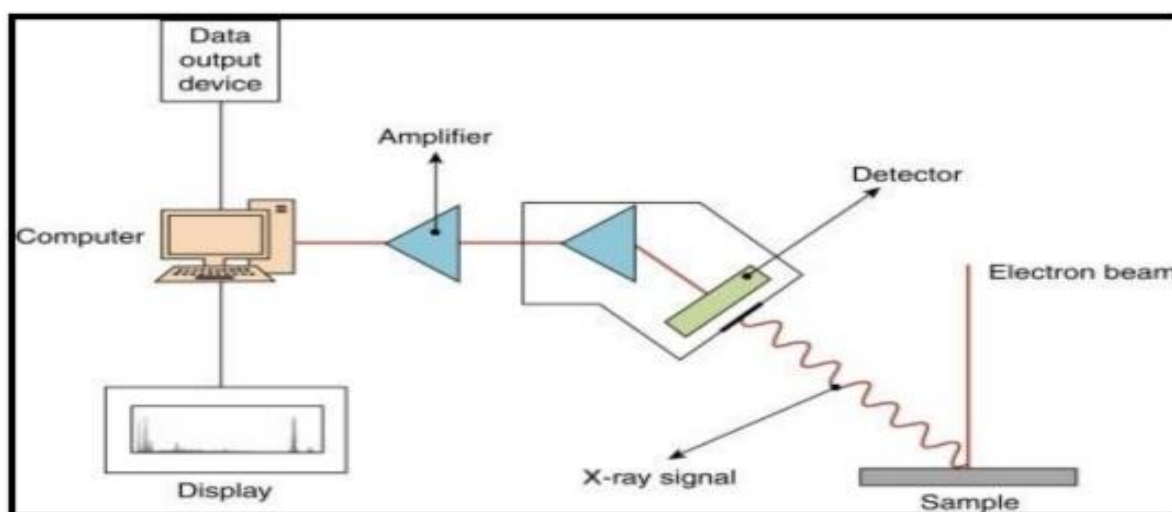 Data
output
device
Amplifier
Detector
Computer
Electron beam
X-ray signal
Display
Sample